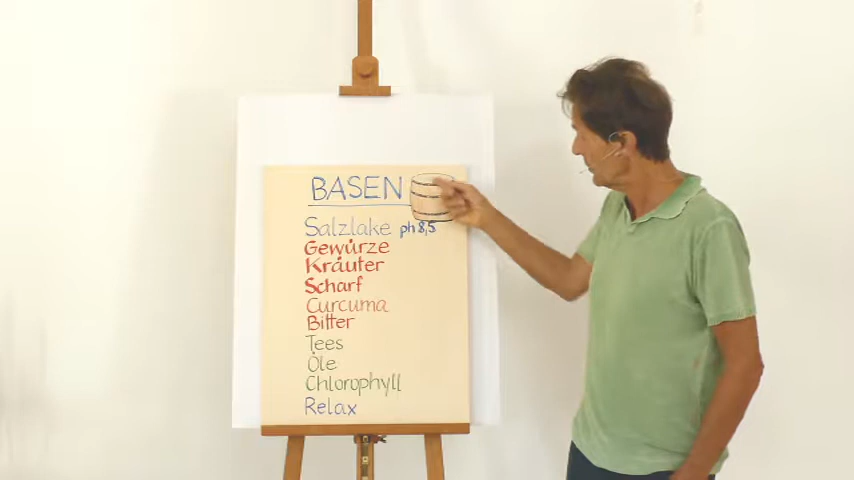 BASEN
Salzlake ph 8,5
Gewürze
Kräuter
Scharf
Curcuma
Bitter
Tees
Öle
Chlorophyll
Relax